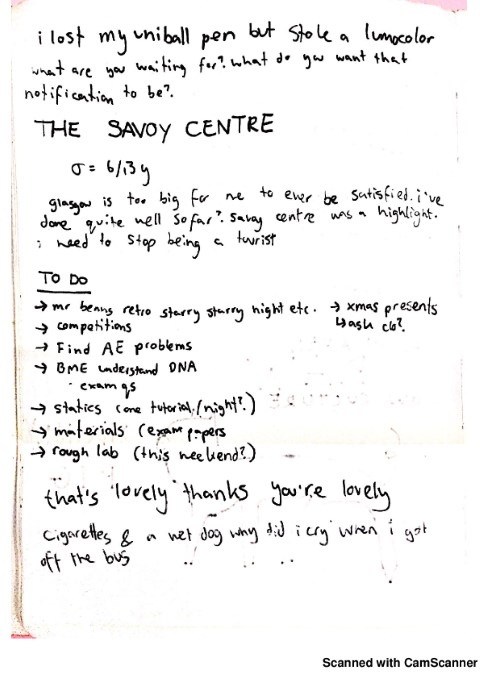 i lost my uniball pen but stole a lumocolor
what are you waiting for? what do you want that
notification to be?.
THE SAVOY CENTRE
σ = 6/13 y
glasgow is too big for me to ever be satisfied. i've
done quite well so far? savoy centre was a highlight.
i need to stop being a tourist
TO DO
→ mr benns retro starry starry night etc.
→ competitions
→ Find AE problems
→ BME understand DNA
· exam qs
→ statics (one tutorial/night?)
→ materials (exam papers
→ rough lab (this weekend?)
→ xmas presents
↳ ask
that's "lovely" thanks you're lovely
cigarettes & a wet dog why did i cry when i got
off the bus
Scanned with CamScanner